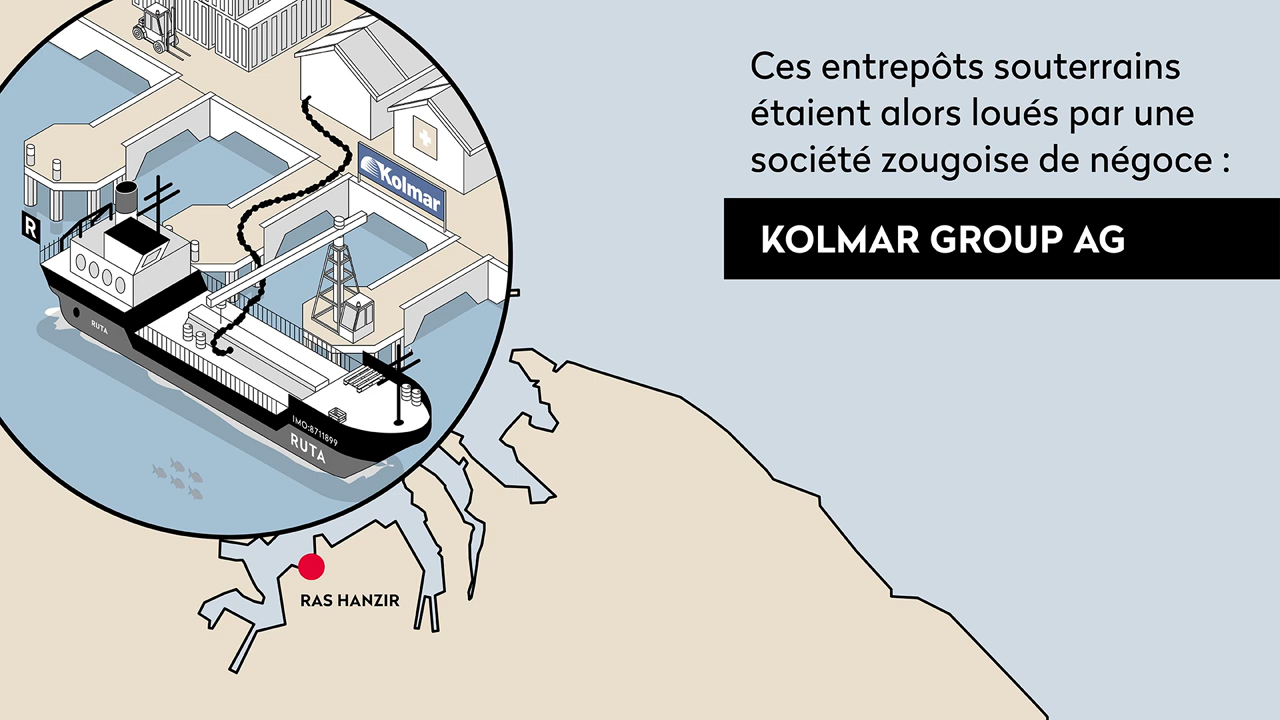 Ces entrepôts souterrains
étaient alors loués par une
société zougoise de négoce :
KOLMAR GROUP AG
Kolmar
R
RUTA
IMO:8711899
RUTA
RAS HANZIR